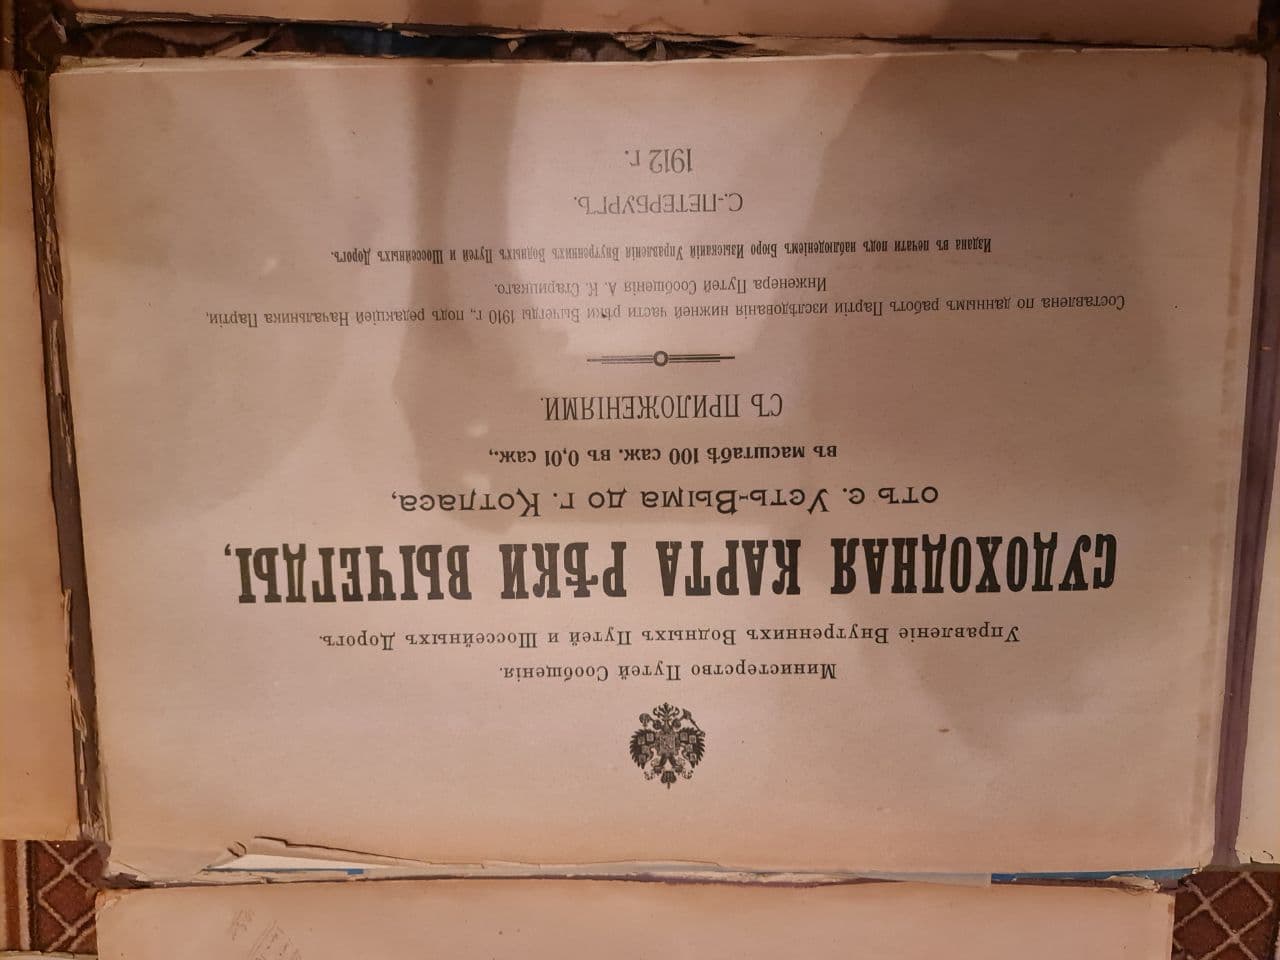 Министерство Путей Сообщенія.
Управленіе Внутреннихъ Водныхъ Путей и Шоссейныхъ Дорогъ.
СУДОХОДНАЯ КАРТА РѢКИ ВЫЧЕГДЫ,
отъ с. Усть-Выма до г. Котласа,
въ масштабѣ 100 саж. въ 0,01 саж.,
СЪ ПРИЛОЖЕНІЯМИ.
Составлена по даннымъ работъ Партіи изслѣдованія нижней части рѣки Вычегды 1910 г., подъ редакціей Начальника Партіи,
Инженера Путей Сообщенія А. К. Старицкаго.
Издана въ печати подъ наблюденіемъ Бюро Изысканій Управленія Внутреннихъ Водныхъ Путей и Шоссейныхъ Дорогъ.
С.-ПЕТЕРБУРГЪ.
1912 г.